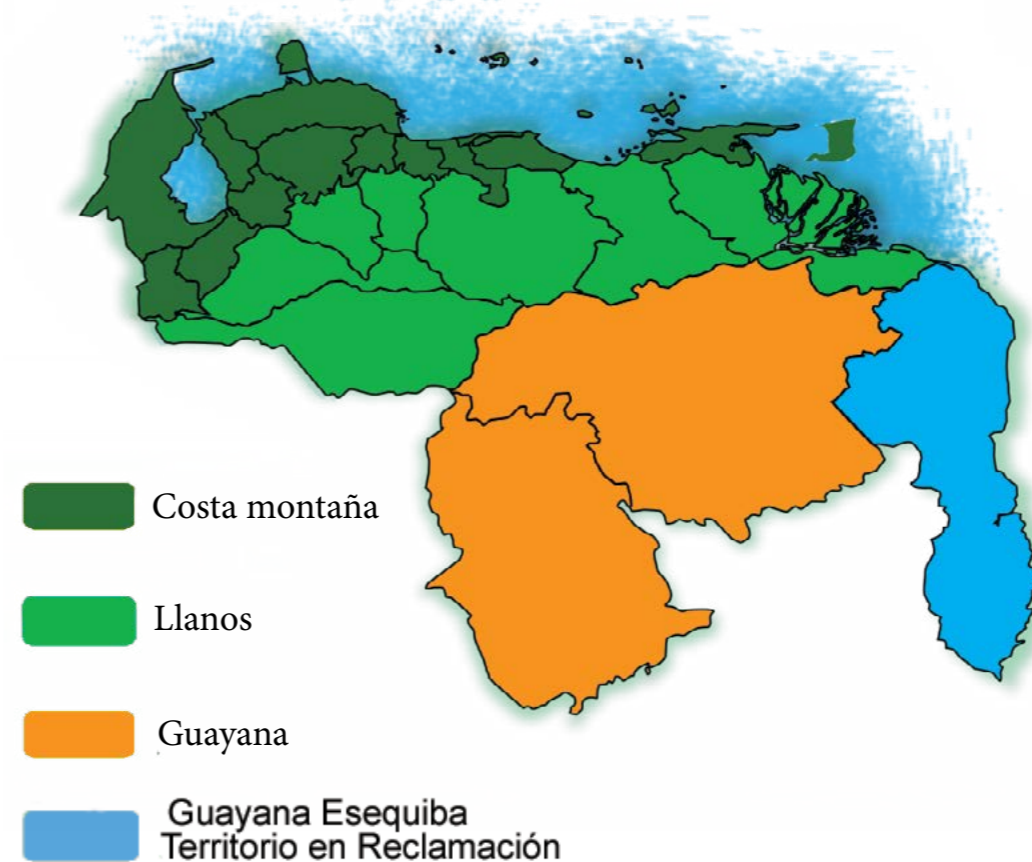 Costa montaña
Llanos
Guayana
Guayana Esequiba
Territorio en Reclamación